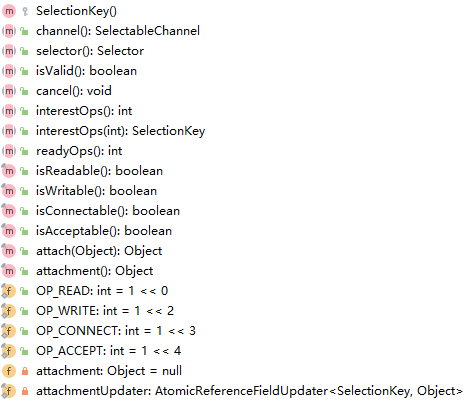 SelectionKey()
channel(): SelectableChannel
selector(): Selector
isValid(): boolean
cancel(): void
interestOps(): int
interestOps(int): SelectionKey
readyOps(): int
isReadable(): boolean
isWritable(): boolean
isConnectable(): boolean
isAcceptable(): boolean
attach(Object): Object
attachment(): Object
OP_READ: int = 1 << 0
OP_WRITE: int = 1 << 2
OP_CONNECT: int = 1 << 3
OP_ACCEPT: int = 1 << 4
attachment: Object = null
attachmentUpdater: AtomicReferenceFieldUpdater<SelectionKey, Object>